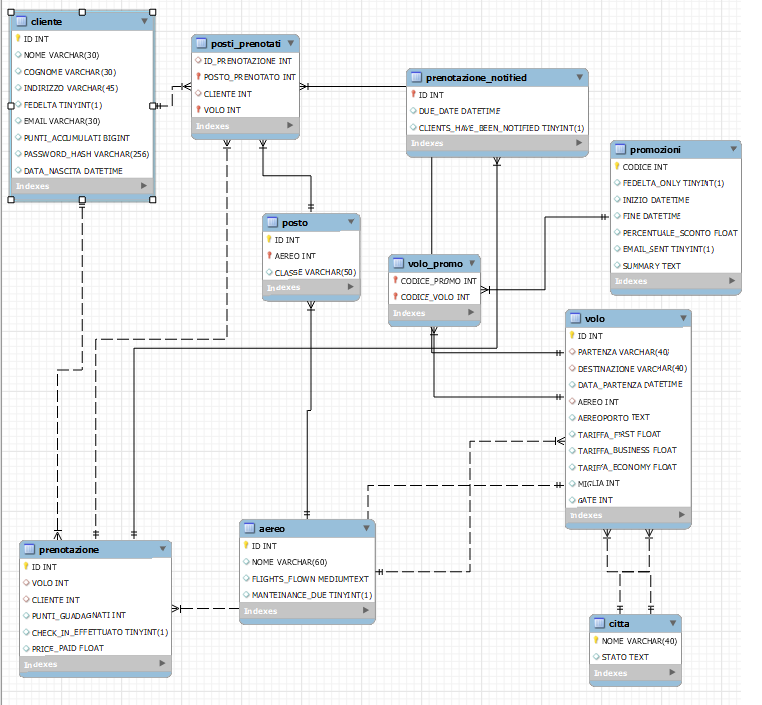 cliente
ID INT
NOME VARCHAR(30)
COGNOME VARCHAR(30)
INDIRIZZO VARCHAR(45)
FEDELTA TINYINT(1)
EMAIL VARCHAR(30)
PUNTI_ACCUMULATI BIGINT
PASSWORD_HASH VARCHAR(256)
DATA_NASCITA DATETIME
Indexes
posti_prenotati
ID_PRENOTAZIONE INT
POSTO_PRENOTATO INT
CLIENTE INT
VOLO INT
Indexes
prenotazione_notified
ID INT
DUE_DATE DATETIME
CLIENTS_HAVE_BEEN_NOTIFIED TINYINT(1)
Indexes
promozioni
CODICE INT
FEDELTA_ONLY TINYINT(1)
INIZIO DATETIME
FINE DATETIME
PERCENTUALE_SCONTO FLOAT
EMAIL_SENT TINYINT(1)
SUMMARY TEXT
Indexes
posto
ID INT
AEREO INT
CLASSE VARCHAR(50)
Indexes
volo_promo
CODICE_PROMO INT
CODICE_VOLO INT
Indexes
volo
ID INT
PARTENZA VARCHAR(40)
DESTINAZIONE VARCHAR(40)
DATA_PARTENZA DATETIME
AEREO INT
AEREOPORTO TEXT
TARIFFA_FIRST FLOAT
TARIFFA_BUSINESS FLOAT
TARIFFA_ECONOMY FLOAT
MIGLIA INT
GATE INT
Indexes
prenotazione
ID INT
VOLO INT
CLIENTE INT
PUNTI_GUADAGNATI INT
CHECK_IN_EFFETTUATO TINYINT(1)
PRICE_PAID FLOAT
Indexes
aereo
ID INT
NOME VARCHAR(60)
FLIGHTS_FLOWN MEDIUMTEXT
MANTEINANCE_DUE TINYINT(1)
Indexes
citta
NOME VARCHAR(40)
STATO TEXT
Indexes